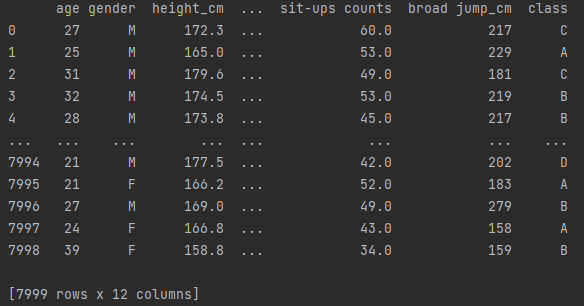 age gender height_cm ... sit-ups counts broad jump_cm class
0 27 M 172.3 ... 60.0 217 C
1 25 M 165.0 ... 53.0 229 A
2 31 M 179.6 ... 49.0 181 C
3 32 M 174.5 ... 53.0 219 B
4 28 M 173.8 ... 45.0 217 B
... ... ... ... ... ... ... ...
7994 21 M 177.5 ... 42.0 202 D
7995 21 F 166.2 ... 52.0 183 A
7996 27 M 169.0 ... 49.0 279 B
7997 24 F 166.8 ... 43.0 158 A
7998 39 F 158.8 ... 34.0 159 B
[7999 rows x 12 columns]